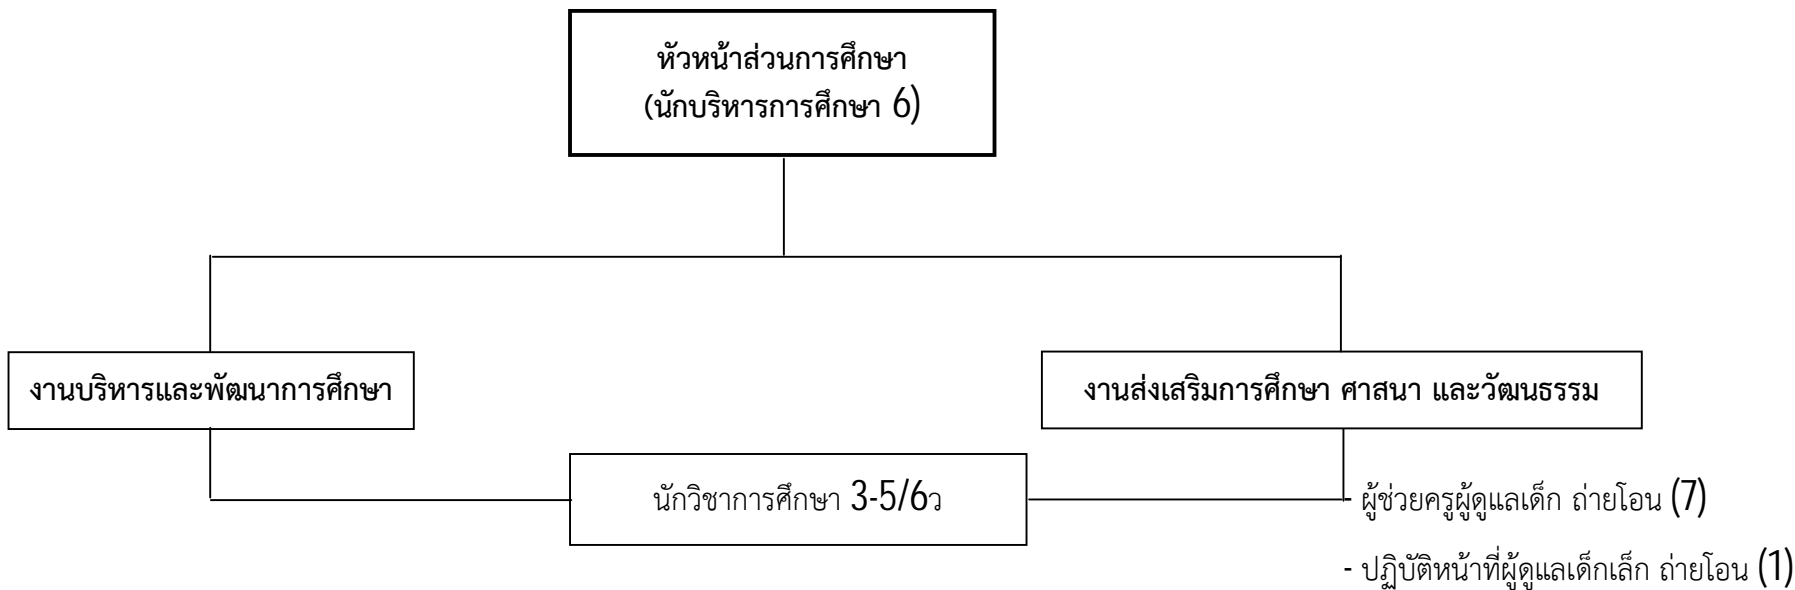 หัวหน้าส่วนการศึกษา
(นักบริหารการศึกษา 6)
งานบริหารและพัฒนาการศึกษา
งานส่งเสริมการศึกษา ศาสนา และวัฒนธรรม
นักวิชาการศึกษา 3-5/6ว
- ผู้ช่วยครูผู้ดูแลเด็ก ถ่ายโอน (7)
- ปฏิบัติหน้าที่ผู้ดูแลเด็กเล็ก ถ่ายโอน (1)